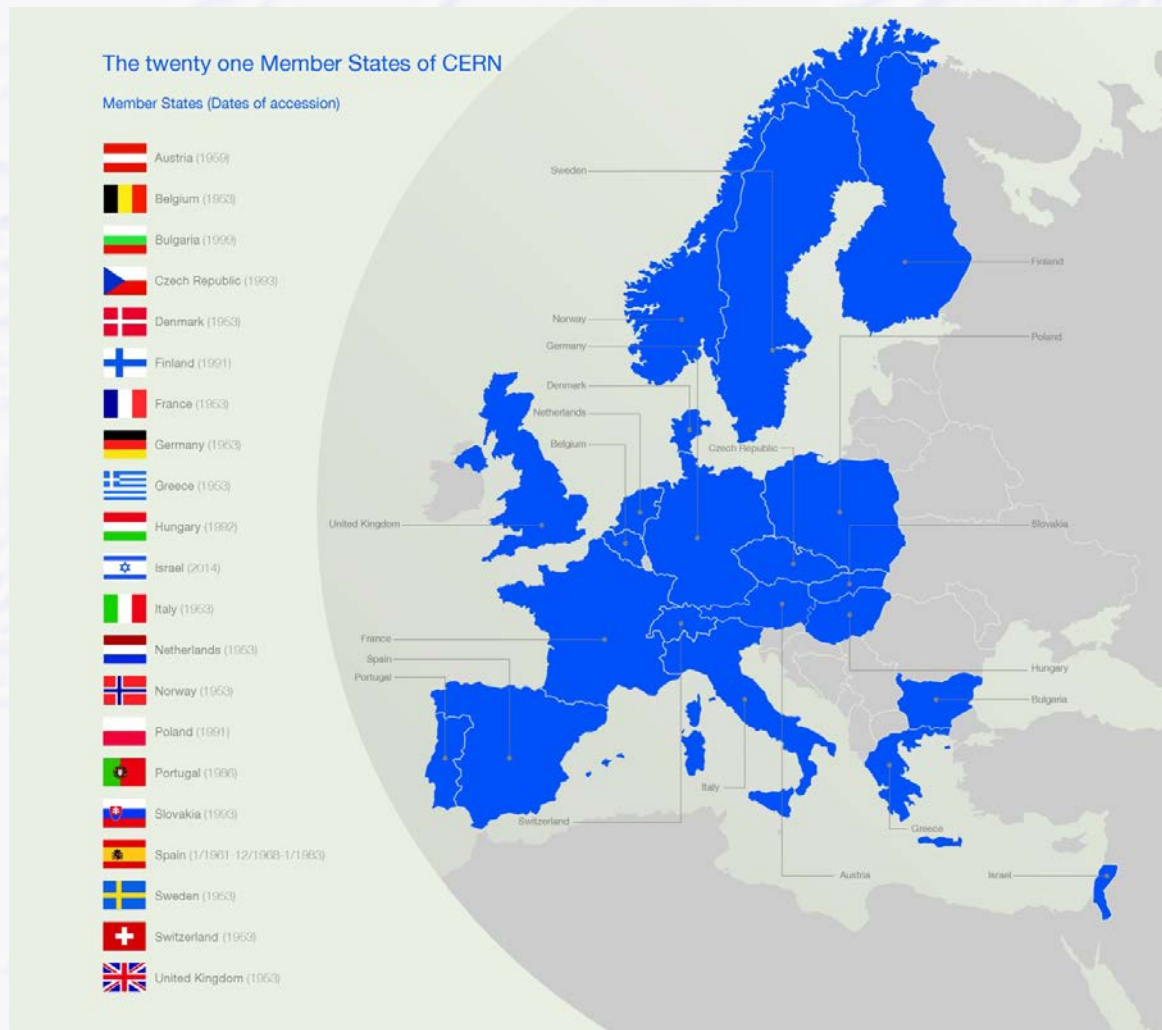 The twenty one Member States of CERN
Member States (Dates of accession)
Austria (1959)
Belgium (1953)
Bulgaria (1999)
Czech Republic (1993)
Denmark (1953)
Finland (1991)
France (1953)
Germany (1953)
Greece (1953)
Hungary (1992)
Israel (2014)
Italy (1953)
Netherlands (1953)
Norway (1953)
Poland (1991)
Portugal (1986)
Slovakia (1993)
Spain (1/1961-12/1968-1/1983)
Sweden (1953)
Switzerland (1953)
United Kingdom (1953)
Sweden
Finland
Norway
Poland
Germany
Denmark
Netherlands
Belgium
Czech Republic
United Kingdom
Slovakia
France
Spain
Portugal
Hungary
Bulgaria
Italy
Switzerland
Greece
Austria
Israel